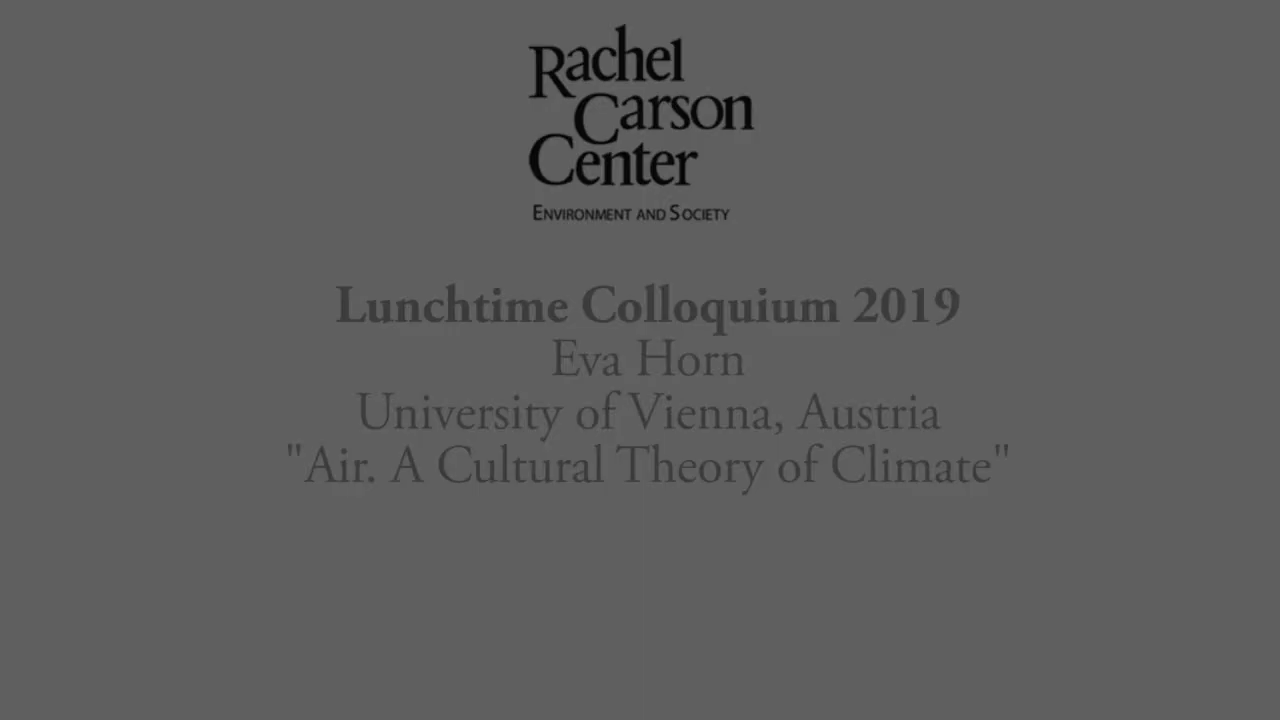 Rachel
Carson
Center
ENVIRONMENT AND SOCIETY
Lunchtime Colloquium 2019
Eva Horn
University of Vienna, Austria
"Air. A Cultural Theory of Climate"